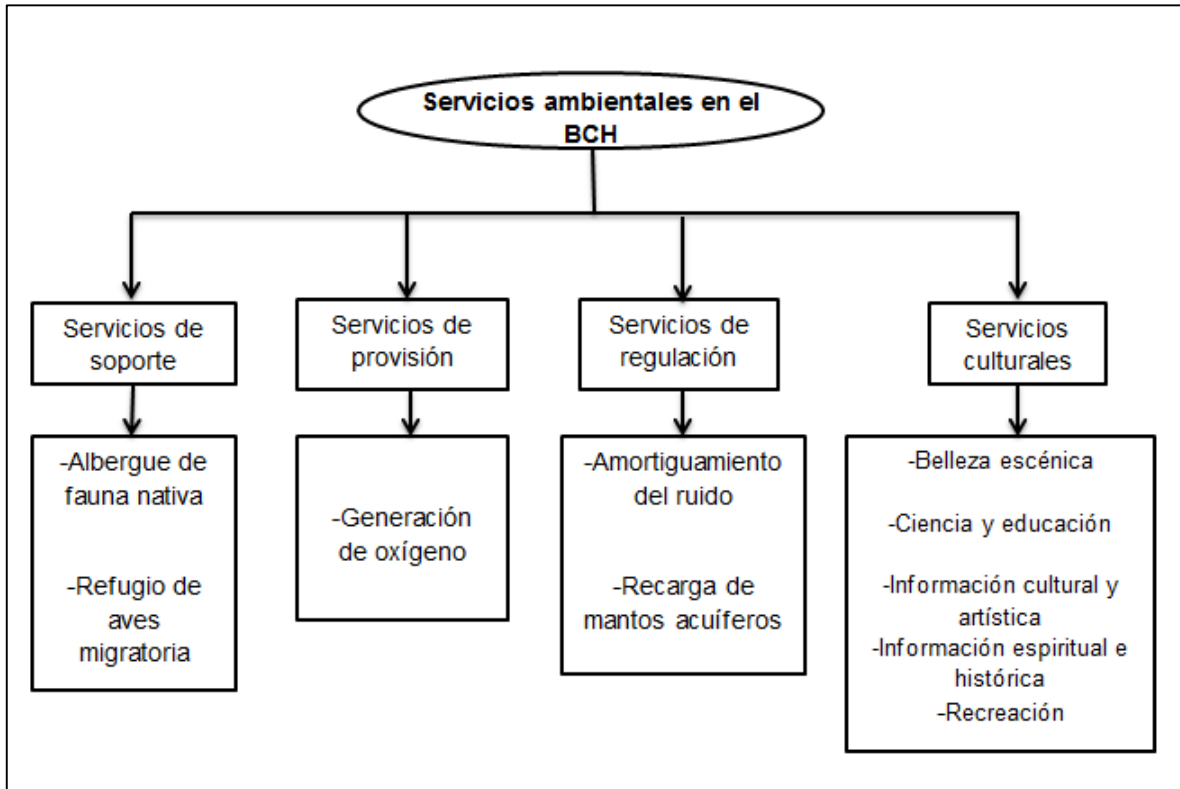 Servicios ambientales en el
BCH
Servicios de
soporte
Servicios de
provisión
Servicios de
regulación
Servicios
culturales
-Albergue de
fauna nativa
-Refugio de
aves
migratoria
-Generación
de oxígeno
-Amortiguamiento
del ruido
-Recarga de
mantos acuíferos
-Belleza escénica
-Ciencia y educación
-Información cultural y
artística
-Información espiritual e
histórica
-Recreación